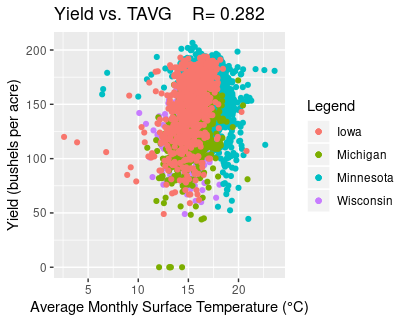 Yield vs. TAVG R= 0.282
Yield (bushels per acre)
200
150
100
50
0
5
10
15
20
Average Monthly Surface Temperature (°C)
Legend
Iowa
Michigan
Minnesota
Wisconsin